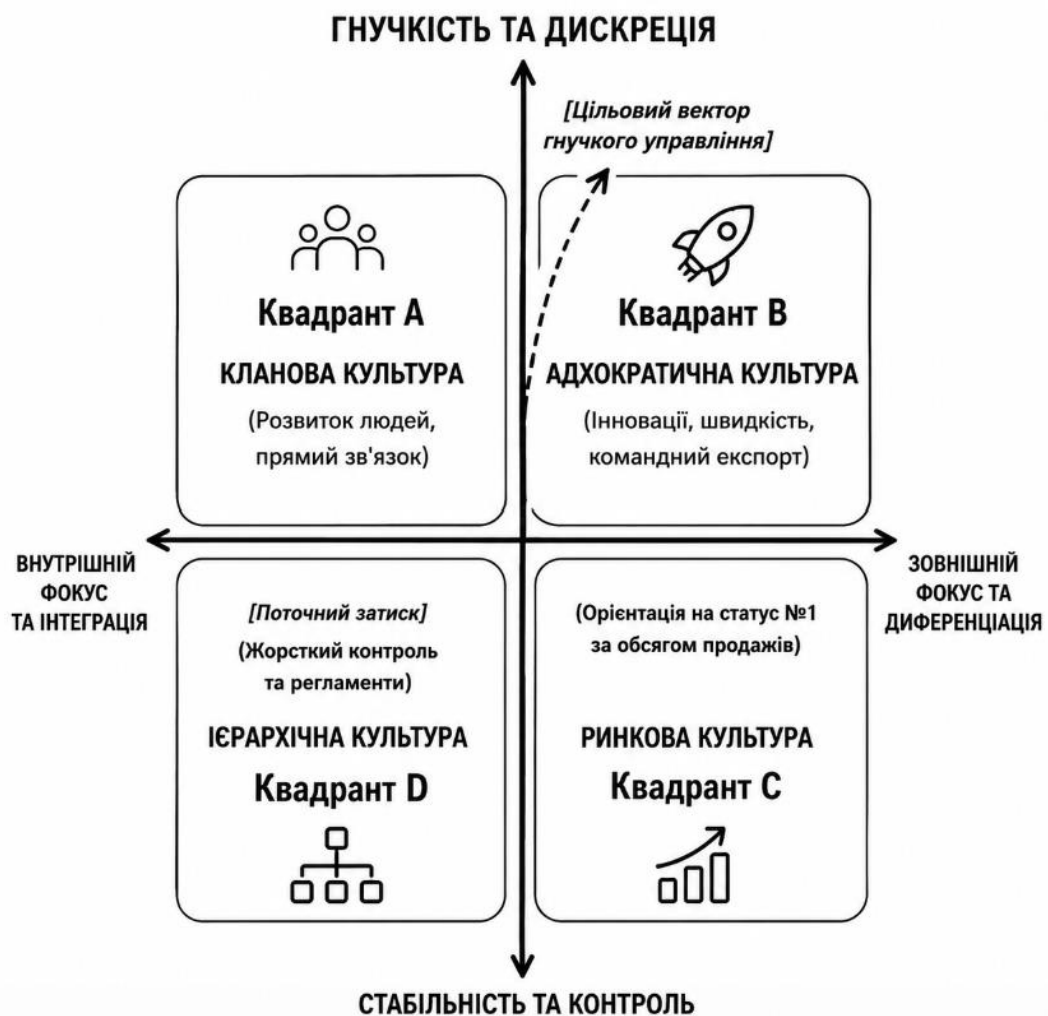 ГНУЧКІСТЬ ТА ДИСКРЕЦІЯ
[Цільовий вектор
гнучкого управління]
Квадрант A
КЛАНОВА КУЛЬТУРА
(Розвиток людей,
прямий зв'язок)
Квадрант B
АДХОКРАТИЧНА КУЛЬТУРА
(Інновації, швидкість,
командний експорт)
ВНУТРІШНІЙ
ФОКУС
ТА ІНТЕГРАЦІЯ
ЗОВНІШНІЙ
ФОКУС ТА
ДИФЕРЕНЦІАЦІЯ
[Поточний затиск]
(Жорсткий контроль
та регламенти)
ІЄРАРХІЧНА КУЛЬТУРА
Квадрант D
(Орієнтація на статус №1
за обсягом продажів)
РИНКОВА КУЛЬТУРА
Квадрант C
СТАБІЛЬНІСТЬ ТА КОНТРОЛЬ